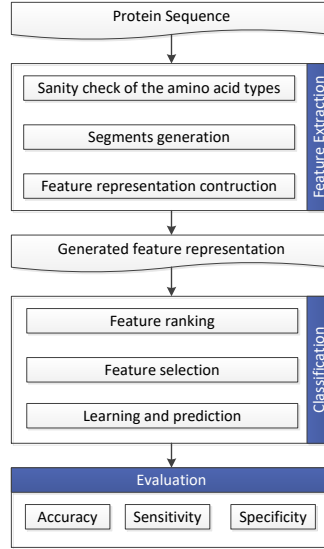 Protein Sequence
Sanity check of the amino acid types
Segments generation
Feature representation contruction
Feature Extraction
Generated feature representation
Feature ranking
Feature selection
Learning and prediction
Classification
Evaluation
Accuracy
Sensitivity
Specificity